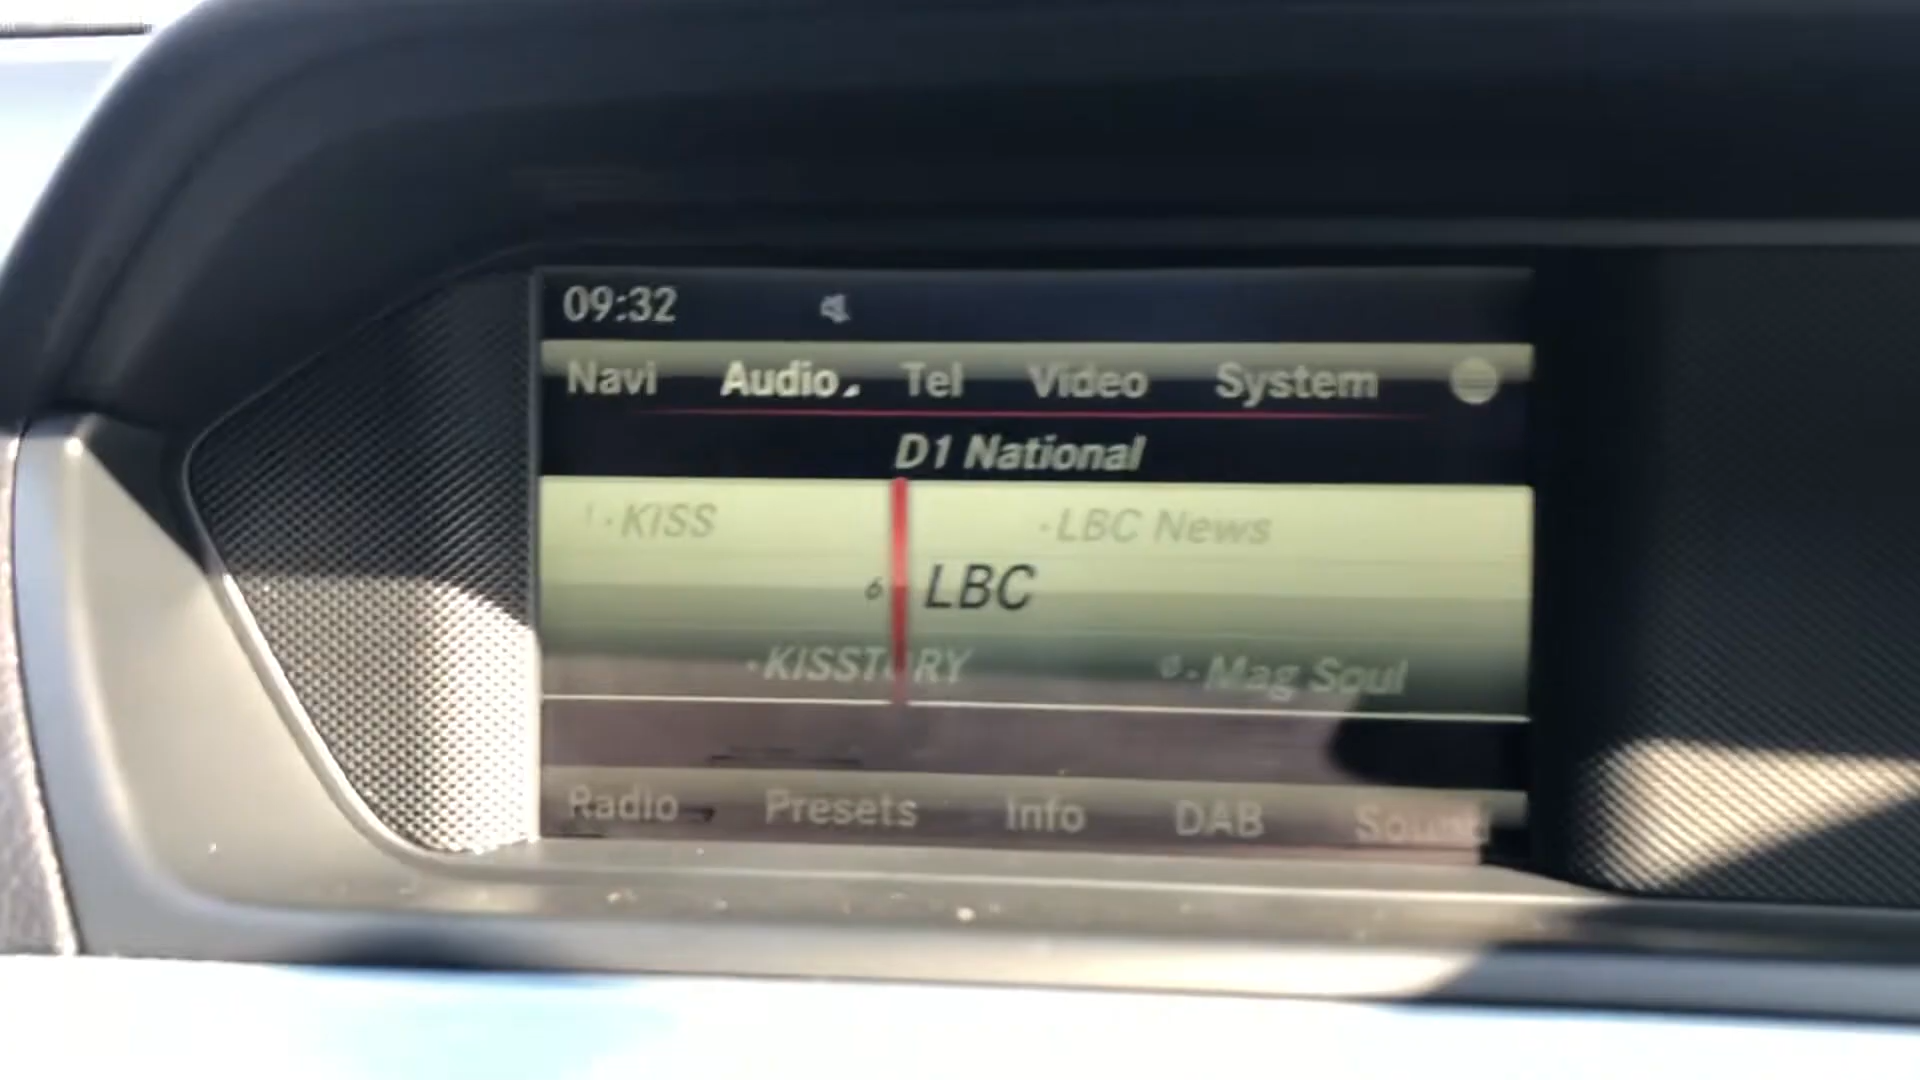 09:32
Navi Audio Tel Video System
D1 National
KISS LBC News
6 LBC
KISSTORY Mag Soul
Radio Presets Info DAB Sound